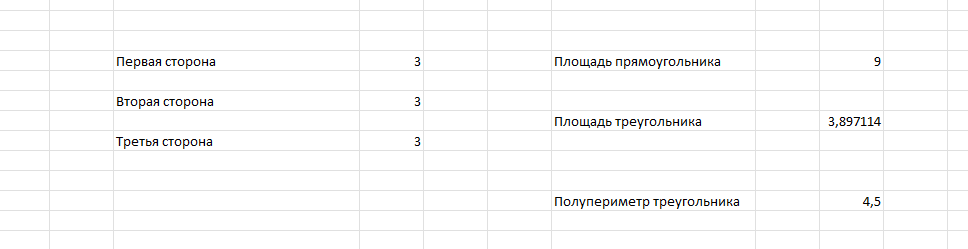 Первая сторона 3 Площадь прямоугольника 9
Вторая сторона 3
Площадь треугольника 3,897114
Третья сторона 3
Полупериметр треугольника 4,5